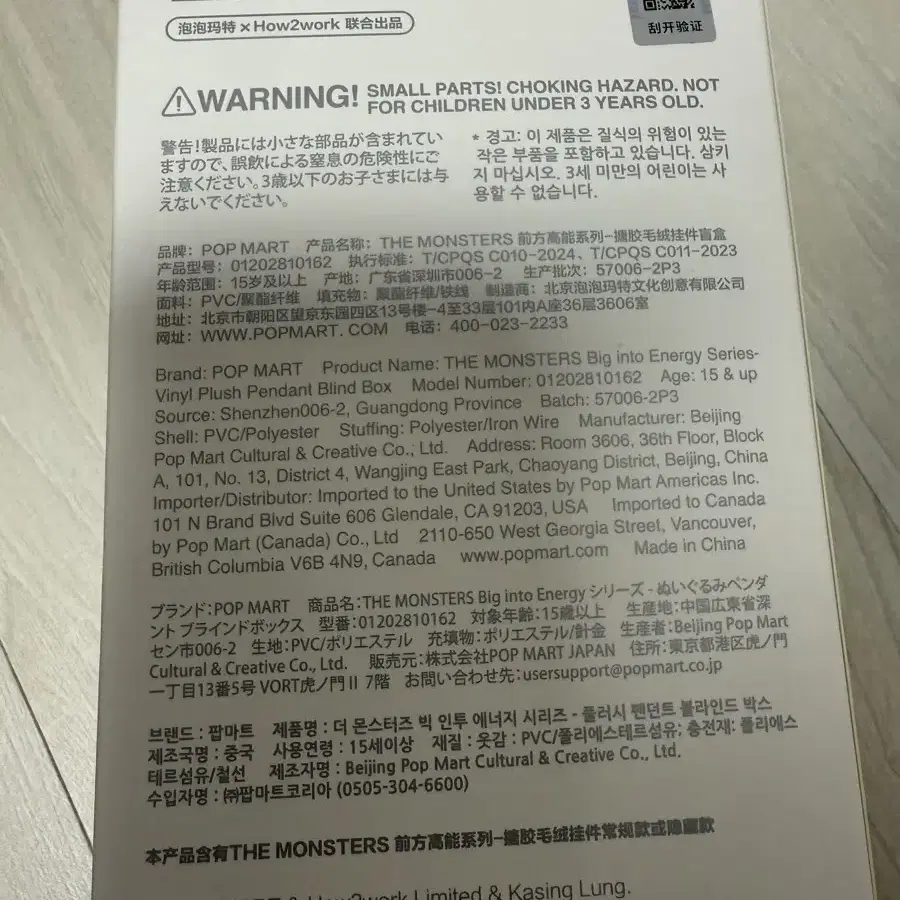 泡泡玛特 × How2work 联合出品
刮开验证
WARNING! SMALL PARTS! CHOKING HAZARD. NOT
FOR CHILDREN UNDER 3 YEARS OLD.
警告!製品には小さな部品が含まれてい
ますので、誤飲による窒息の危険性にご
注意ください。3歳以下のお子さまには与
えないでください。
* 경고: 이 제품은 질식의 위험이 있는
작은 부품을 포함하고 있습니다. 삼키
지 마십시오. 3세 미만의 어린이는 사
용할 수 없습니다.
品牌: POP MART 产品名称: THE MONSTERS 前方高能系列-搪胶毛绒挂件盲盒
产品型号: 01202810162 执行标准: T/CPQS C010-2024、T/CPQS C011-2023
年龄范围: 15岁及以上 产地: 广东省深圳市006-2 生产批次: 57006-2P3
面料: PVC/聚酯纤维 填充物: 聚酯纤维/铁线 制造商: 北京泡泡玛特文化创意有限公司
地址: 北京市朝阳区望京东园四区13号楼-4至33层101内A座36层3606室
网址: WWW.POPMART.COM 电话: 400-023-2233
Brand: POP MART Product Name: THE MONSTERS Big into Energy Series-
Vinyl Plush Pendant Blind Box Model Number: 01202810162 Age: 15 & up
Source: Shenzhen006-2, Guangdong Province Batch: 57006-2P3
Shell: PVC/Polyester Stuffing: Polyester/Iron Wire Manufacturer: Beijing
Pop Mart Cultural & Creative Co., Ltd. Address: Room 3606, 36th Floor, Block
A, 101, No. 13, District 4, Wangjing East Park, Chaoyang District, Beijing, China
Importer/Distributor: Imported to the United States by Pop Mart Americas Inc.
101 N Brand Blvd Suite 606 Glendale, CA 91203, USA Imported to Canada
by Pop Mart (Canada) Co., Ltd 2110-650 West Georgia Street, Vancouver,
British Columbia V6B 4N9, Canada www.popmart.com Made in China
ブランド:POP MART 商品名:THE MONSTERS Big into Energy シリーズ - ぬいぐるみペンダ
ント ブラインドボックス 型番:01202810162 対象年齢:15歳以上 生産地:中国広東省深
セン市006-2 生地:PVC/ポリエステル 充填物:ポリエステル/針金 生産者:Beijing Pop Mart
Cultural & Creative Co., Ltd. 販売元:株式会社POP MART JAPAN 住所:東京都港区虎ノ門
一丁目13番5号 VORT虎ノ門Ⅱ 7階 お問い合わせ先:usersupport@popmart.co.jp
브랜드 : 팝마트 제품명 : 더 몬스터즈 빅 인투 에너지 시리즈 - 플러시 펜던트 블라인드 박스
제조국명 : 중국 사용연령 : 15세이상 재질 : 옷감 : PVC/폴리에스테르섬유; 충전재: 폴리에스
테르섬유/철선 제조자명 : Beijing Pop Mart Cultural & Creative Co., Ltd.
수입자명 : ㈜팝마트코리아 (0505-304-6600)
本产品含有THE MONSTERS 前方高能系列-搪胶毛绒挂件常规款或隐藏款
& How2work Limited & Kasing Lung.